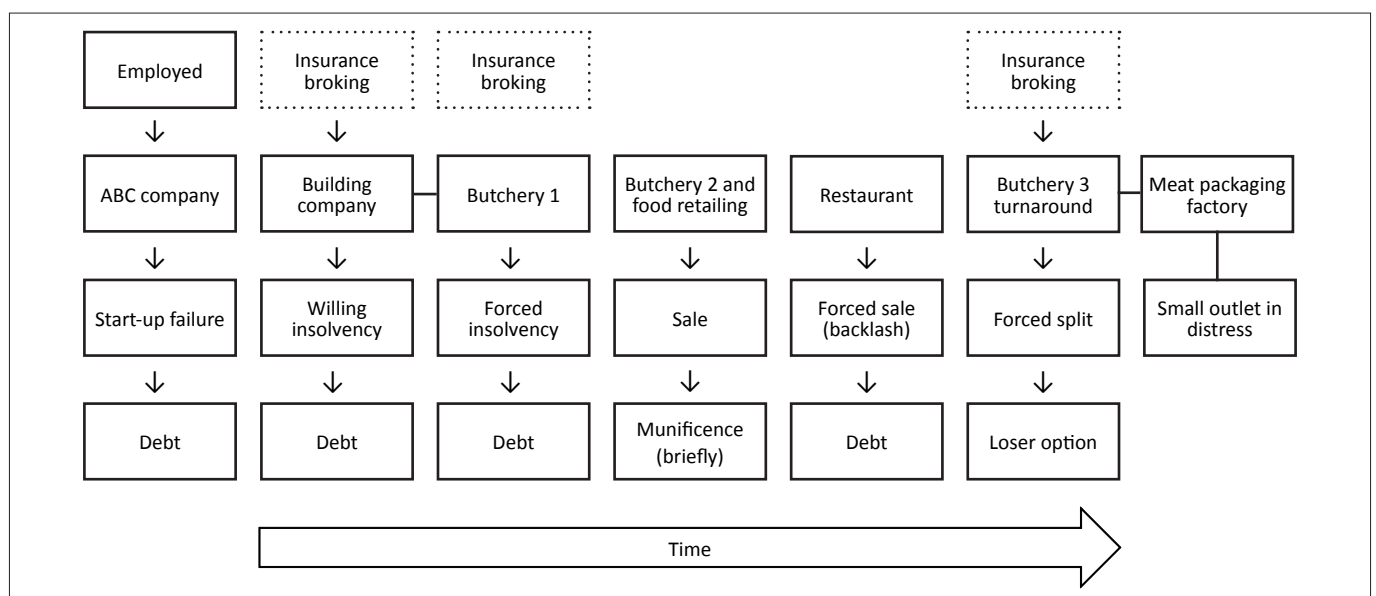 Employed
Insurance
broking
Insurance
broking
Insurance
broking
ABC company
Building
company
Butchery 1
Butchery 2 and
food retailing
Restaurant
Butchery 3
turnaround
Meat packaging
factory
Start-up failure
Willing
insolvency
Forced
insolvency
Sale
Forced sale
(backlash)
Forced split
Small outlet in
distress
Debt
Debt
Debt
Munificence
(briefly)
Debt
Loser option
Time